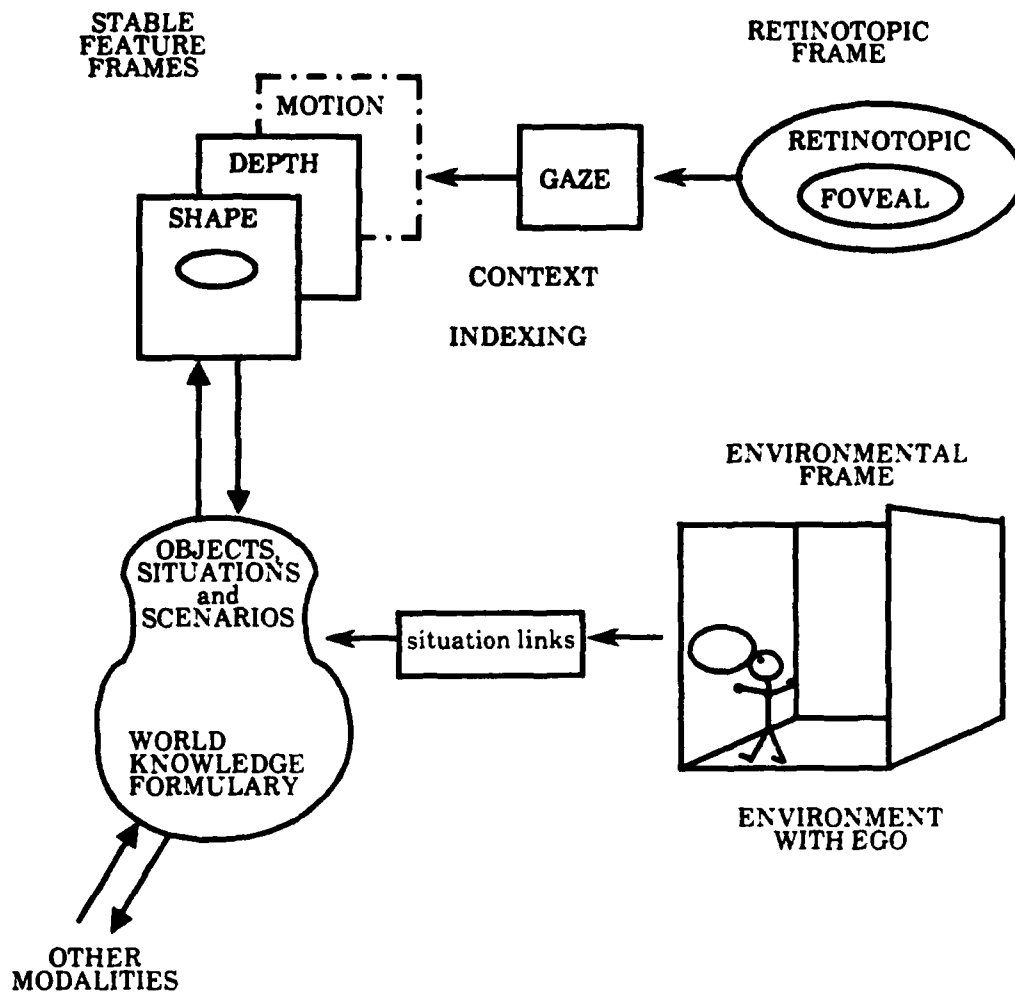 STABLE
FEATURE
FRAMES
RETINOTOPIC
FRAME
MOTION
DEPTH
SHAPE
GAZE
RETINOTOPIC
FOVEAL
CONTEXT
INDEXING
ENVIRONMENTAL
FRAME
OBJECTS,
SITUATIONS
and
SCENARIOS
situation links
WORLD
KNOWLEDGE
FORMULARY
ENVIRONMENT
WITH EGO
OTHER
MODALITIES